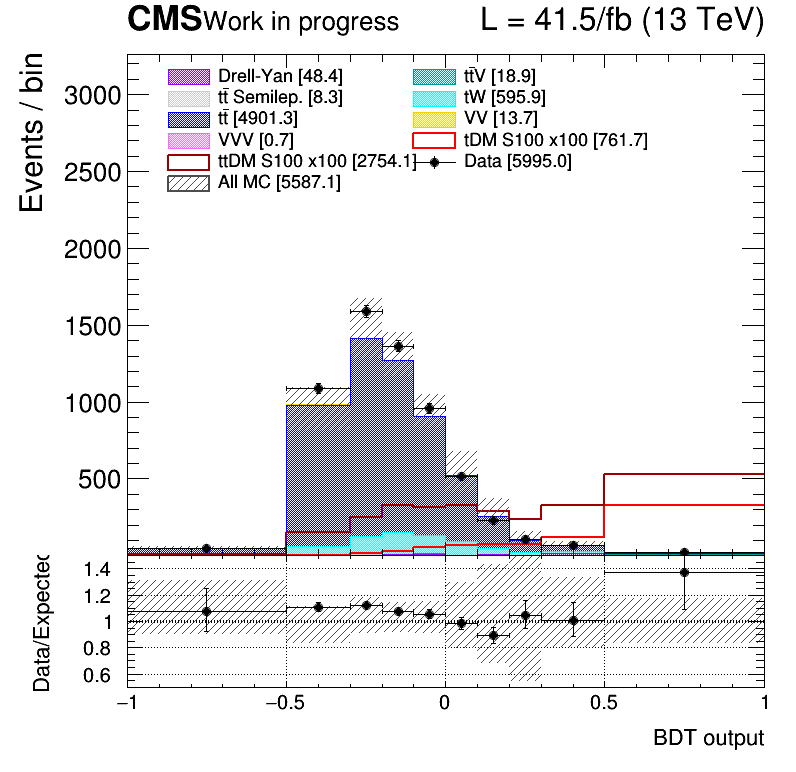 CMS Work in progress L = 41.5/fb (13 TeV)
Drell-Yan [48.4] tt̄V [18.9]
tt̄ Semilep. [8.3] tW [595.9]
tt̄ [4901.3] VV [13.7]
VVV [0.7] tDM S100 x100 [761.7]
ttDM S100 x100 [2754.1] Data [5995.0]
All MC [5587.1]
Events / bin
3000
2500
2000
1500
1000
500
Data/Expected
1.4
1.2
1
0.8
0.6
−1 −0.5 0 0.5 1
BDT output